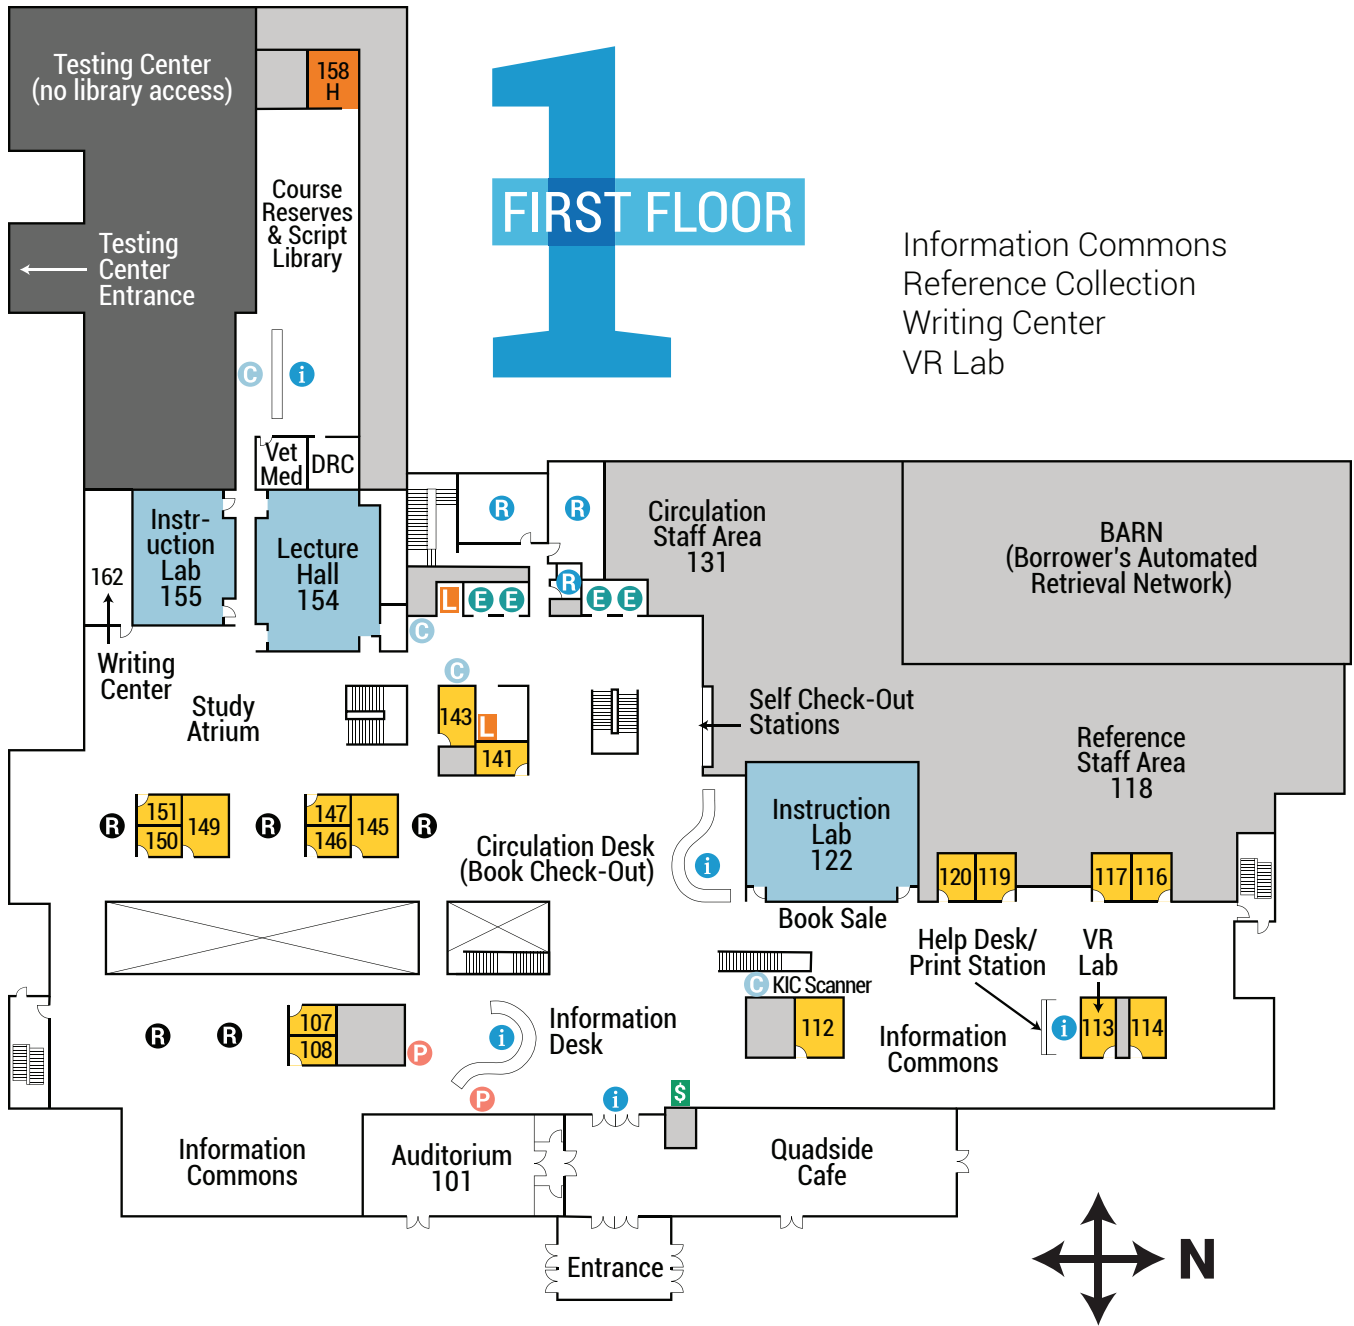 Testing Center
(no library access)
158
H
1
FIRST FLOOR
Course
Reserves
& Script
Library
Testing
Center
Entrance
Information Commons
Reference Collection
Writing Center
VR Lab
C
i
Vet
Med
DRC
R
R
Circulation
Staff Area
131
BARN
(Borrower's Automated
Retrieval Network)
Instr-
uction
Lab
155
Lecture
Hall
154
162
R
L
E
E
E
E
C
Writing
Center
C
Study
Atrium
143
L
141
Self Check-Out
Stations
Reference
Staff Area
118
R
151
150
149
R
147
146
145
R
Circulation Desk
(Book Check-Out)
i
Instruction
Lab
122
120
119
117
116
Book Sale
Help Desk/
Print Station
VR
Lab
C
KIC Scanner
R
R
107
108
P
i
Information
Desk
112
Information
Commons
i
113
114
P
i
$
Information
Commons
Auditorium
101
Quadside
Cafe
Entrance
N